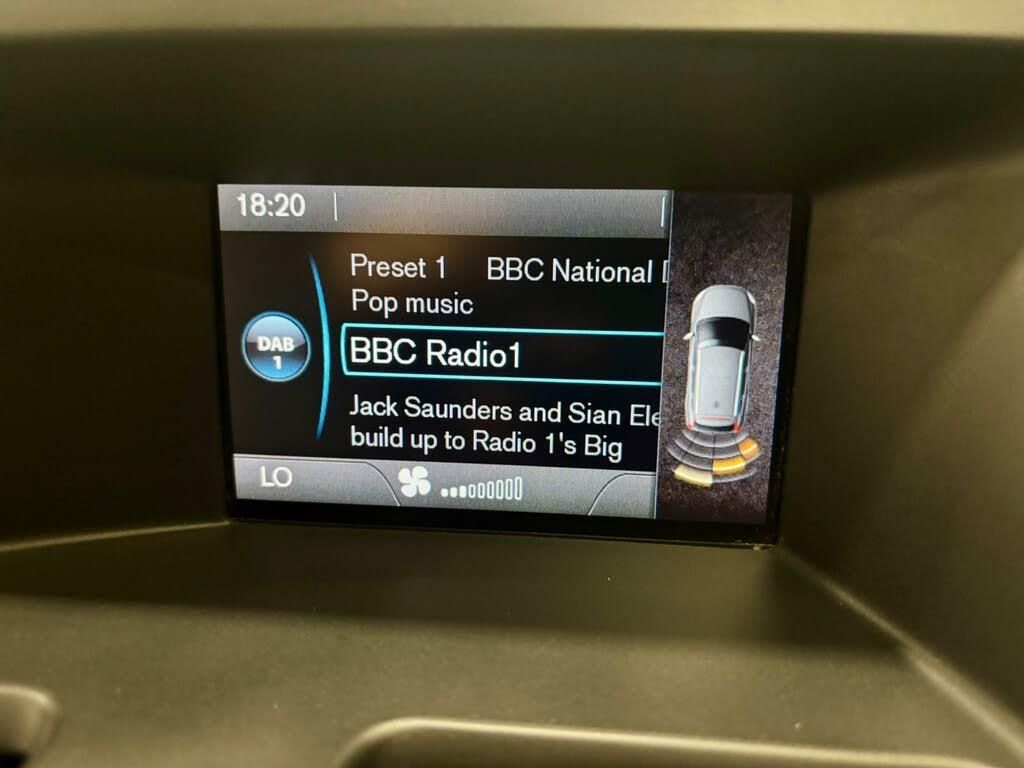 18:20
Preset 1 BBC National
Pop music
DAB
1
BBC Radio1
Jack Saunders and Sian
build up to Radio 1's Big
LO